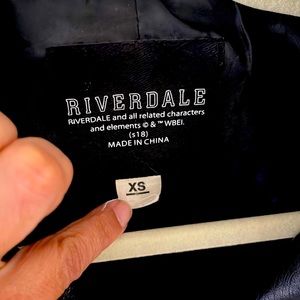 RIVERDALE
RIVERDALE and all related characters
and elements © & ™ WBEI.
(s18)
MADE IN CHINA
XS